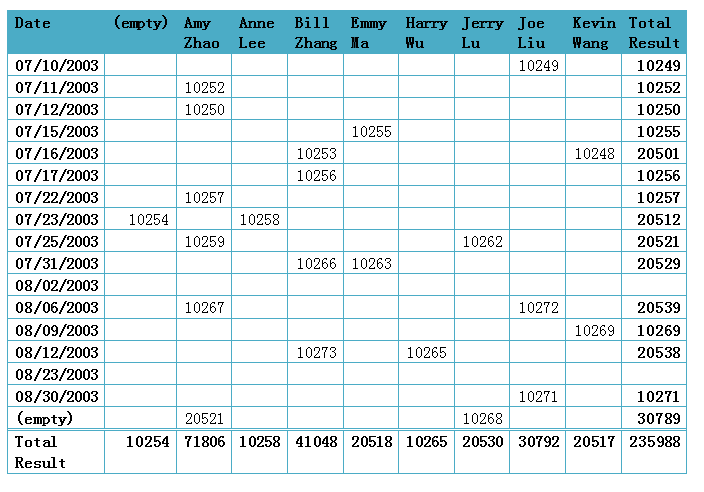 Date (empty) Amy Zhao Anne Lee Bill Zhang Emmy Ma Harry Wu Jerry Lu Joe Liu Kevin Wang Total Result
07/10/2003 10249 10249
07/11/2003 10252 10252
07/12/2003 10250 10250
07/15/2003 10255 10255
07/16/2003 10253 10248 20501
07/17/2003 10256 10256
07/22/2003 10257 10257
07/23/2003 10254 10258 20512
07/25/2003 10259 10262 20521
07/31/2003 10266 10263 20529
08/02/2003
08/06/2003 10267 10272 20539
08/09/2003 10269 10269
08/12/2003 10273 10265 20538
08/23/2003
08/30/2003 10271 10271
(empty) 20521 10268 30789
Total Result 10254 71806 10258 41048 20518 10265 20530 30792 20517 235988